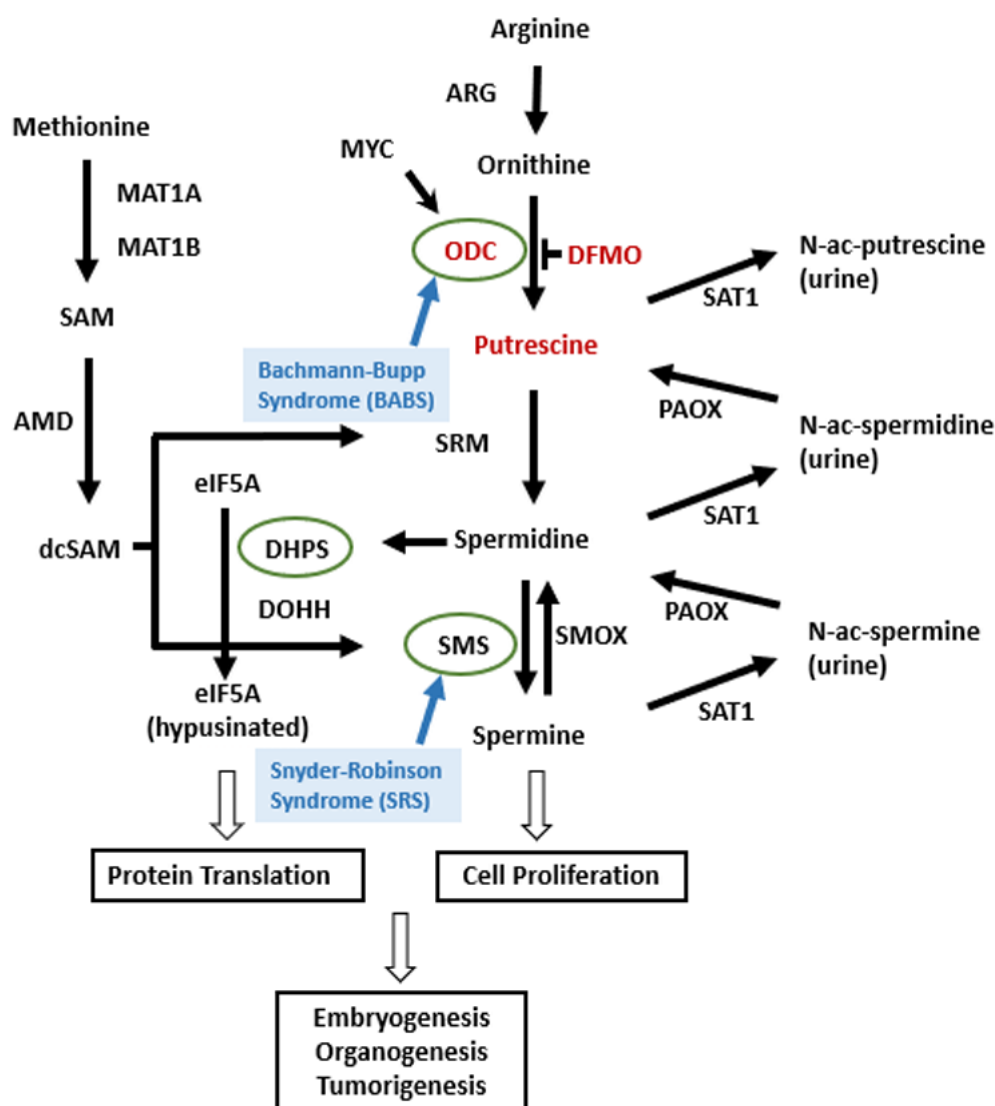 Arginine
ARG
Methionine
MYC
Ornithine
MAT1A
MAT1B
ODC
DFMO
N-ac-putrescine
(urine)
SAT1
SAM
Putrescine
Bachmann-Bupp
Syndrome (BABS)
PAOX
AMD
SRM
N-ac-spermidine
(urine)
eIF5A
SAT1
dcSAM
DHPS
Spermidine
DOHH
PAOX
SMS
SMOX
N-ac-spermine
(urine)
eIF5A
(hypusinated)
SAT1
Spermine
Snyder-Robinson
Syndrome (SRS)
Protein Translation
Cell Proliferation
Embryogenesis
Organogenesis
Tumorigenesis